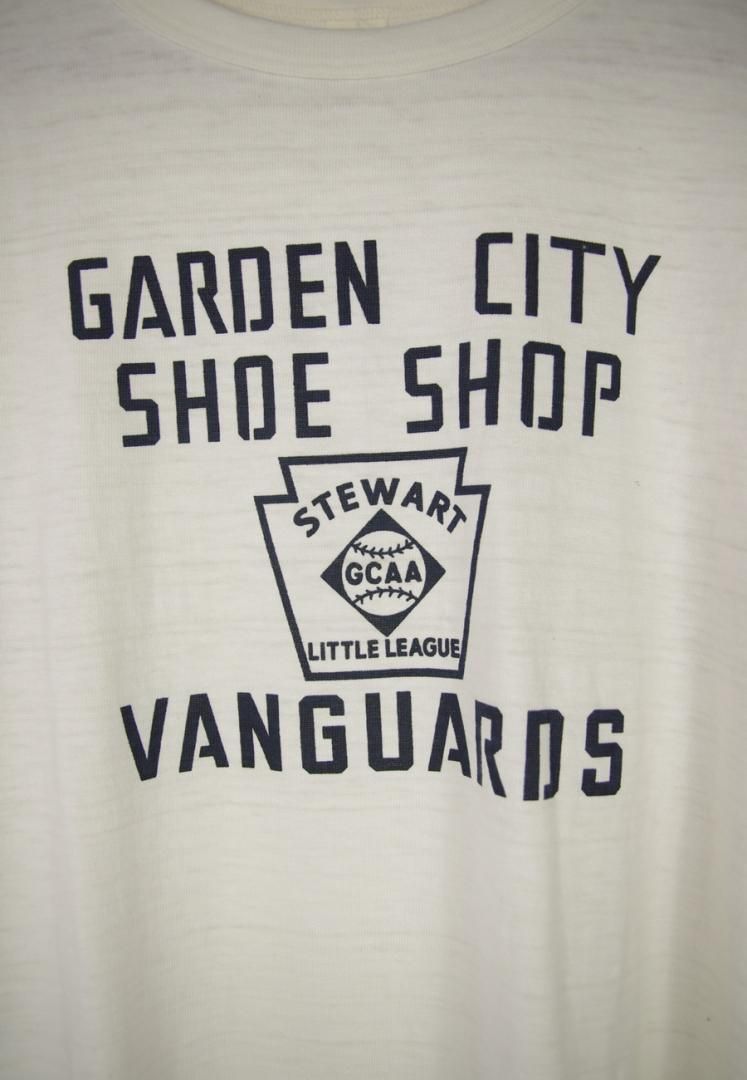 GARDEN CITY
SHOE SHOP
STEWART
GCAA
LITTLE LEAGUE
VANGUARDS